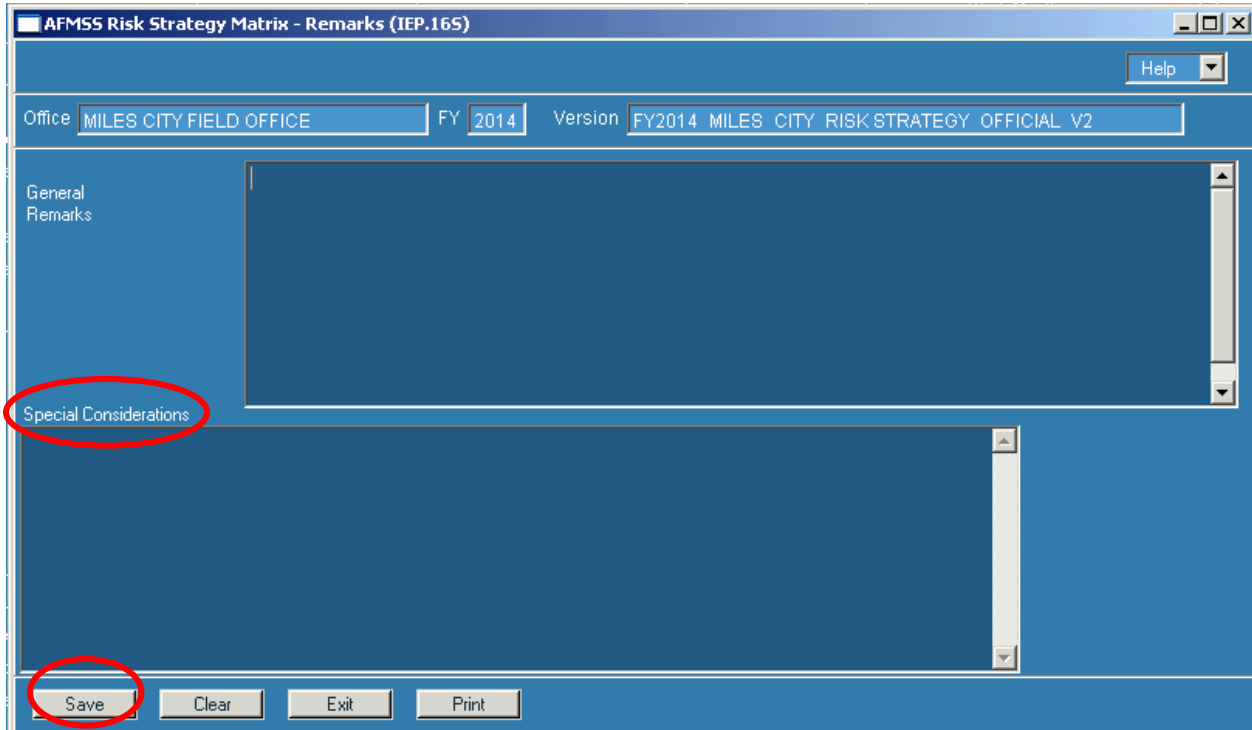 AFMSS Risk Strategy Matrix - Remarks (IEP.16S)
Help
Office MILES CITY FIELD OFFICE FY 2014 Version FY2014 MILES CITY RISK STRATEGY OFFICIAL V2
General
Remarks
Special Considerations
Save Clear Exit Print